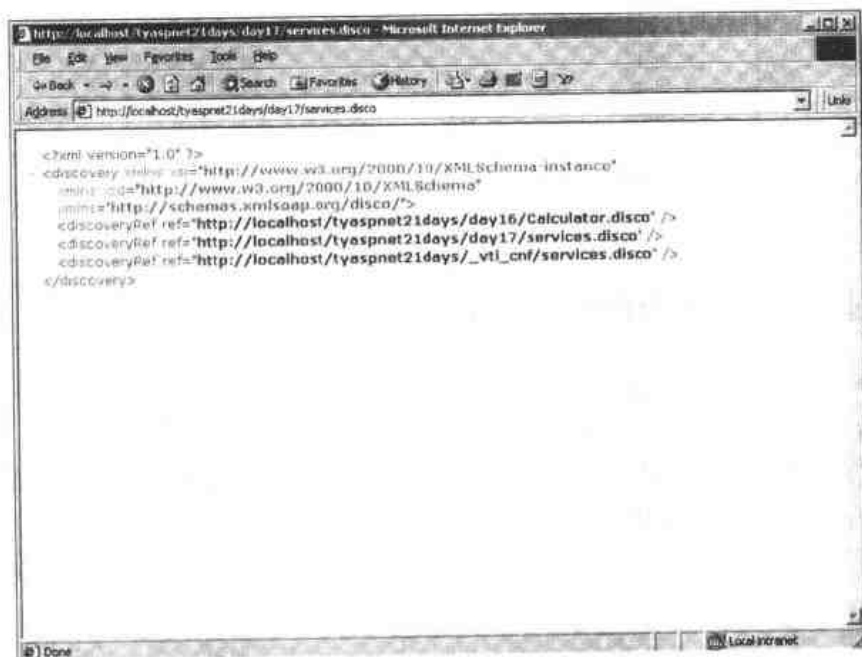 http://localhost/tyaspnet21days/day17/services.disco - Microsoft Internet Explorer
File Edit View Favorites Tools Help
Back Search Favorites History
Address http://localhost/tyaspnet21days/day17/services.disco Links
<?xml version="1.0" ?>
- <discovery xmlns:xsi="http://www.w3.org/2000/10/XMLSchema-instance"
xmlns:xsd="http://www.w3.org/2000/10/XMLSchema"
xmlns="http://schemas.xmlsoap.org/disco/">
<discoveryRef ref="http://localhost/tyaspnet21days/day16/Calculator.disco" />
<discoveryRef ref="http://localhost/tyaspnet21days/day17/services.disco" />
<discoveryRef ref="http://localhost/tyaspnet21days/_vti_cnf/services.disco" />
</discovery>
Done Local intranet